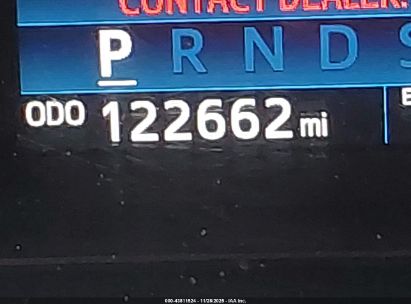 CONTACT DEALER.
P R N D S
ODO 122662 mi E